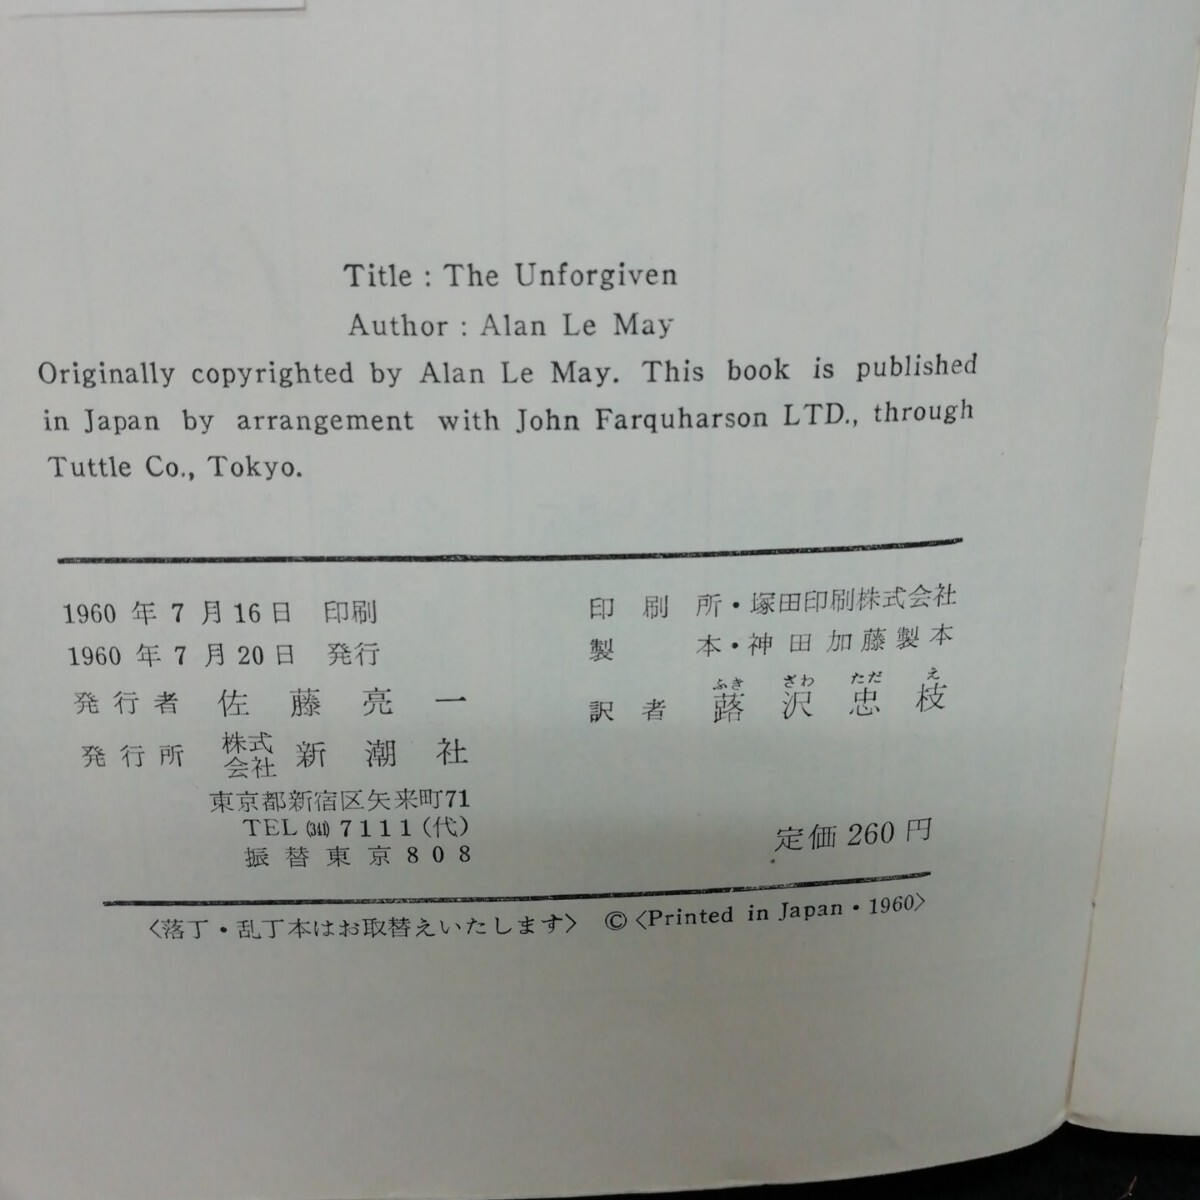 Title : The Unforgiven
Author : Alan Le May
Originally copyrighted by Alan Le May. This book is published
in Japan by arrangement with John Farquharson LTD., through
Tuttle Co., Tokyo.
1960 年 7 月 16 日 印刷
1960 年 7 月 20 日 発行
発行者 佐藤亮一
発行所 株式会社 新潮社
東京都新宿区矢来町71
TEL (341) 7111 (代)
振替東京 808
印刷所・塚田印刷株式会社
製本・神田加藤製本
ふき ざわ ただ え
訳者 蕗沢忠枝
定価 260 円
〈落丁・乱丁本はお取替えいたします〉 © 〈Printed in Japan・1960〉